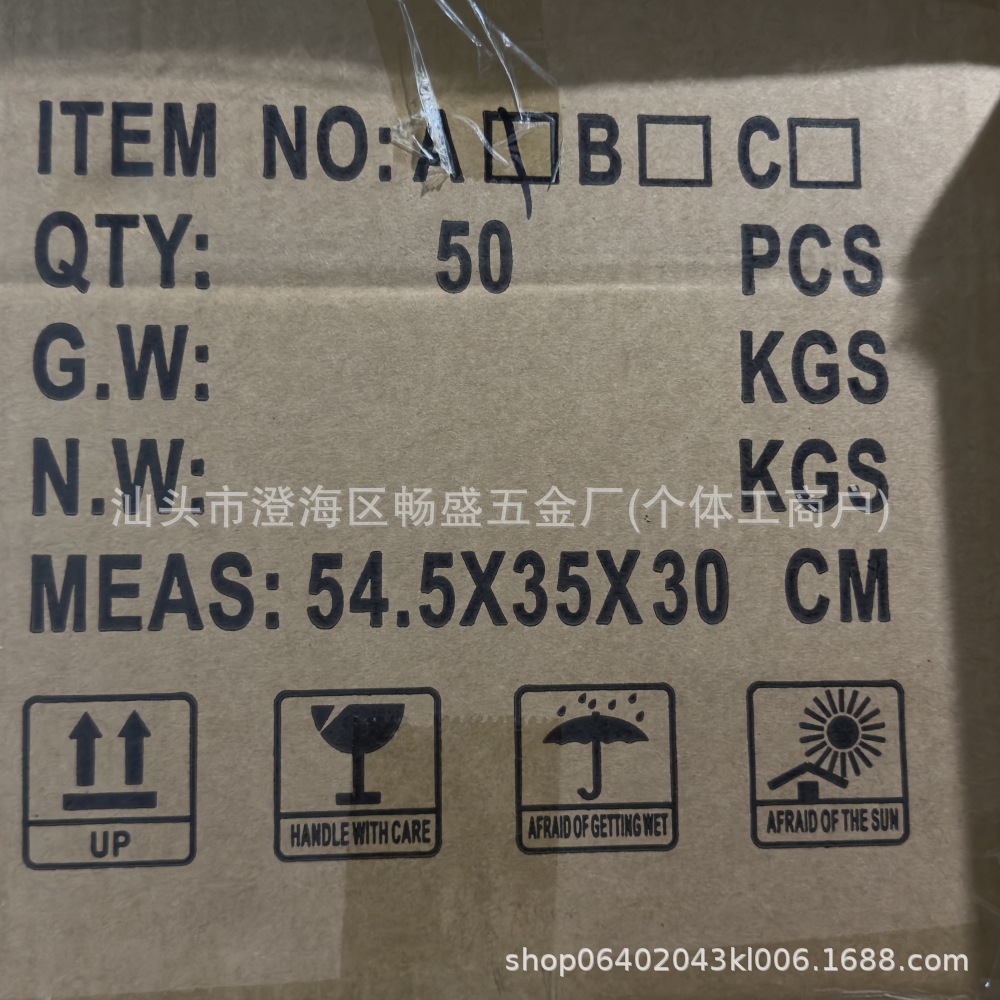 ITEM NO: A □ B □ C □
QTY: 50 PCS
G.W: KGS
N.W: KGS
汕头市澄海区畅盛五金厂(个体工商户)
MEAS: 54.5X35X30 CM
UP
HANDLE WITH CARE
AFRAID OF GETTING WET
AFRAID OF THE SUN
shop06402043kl006.1688.com